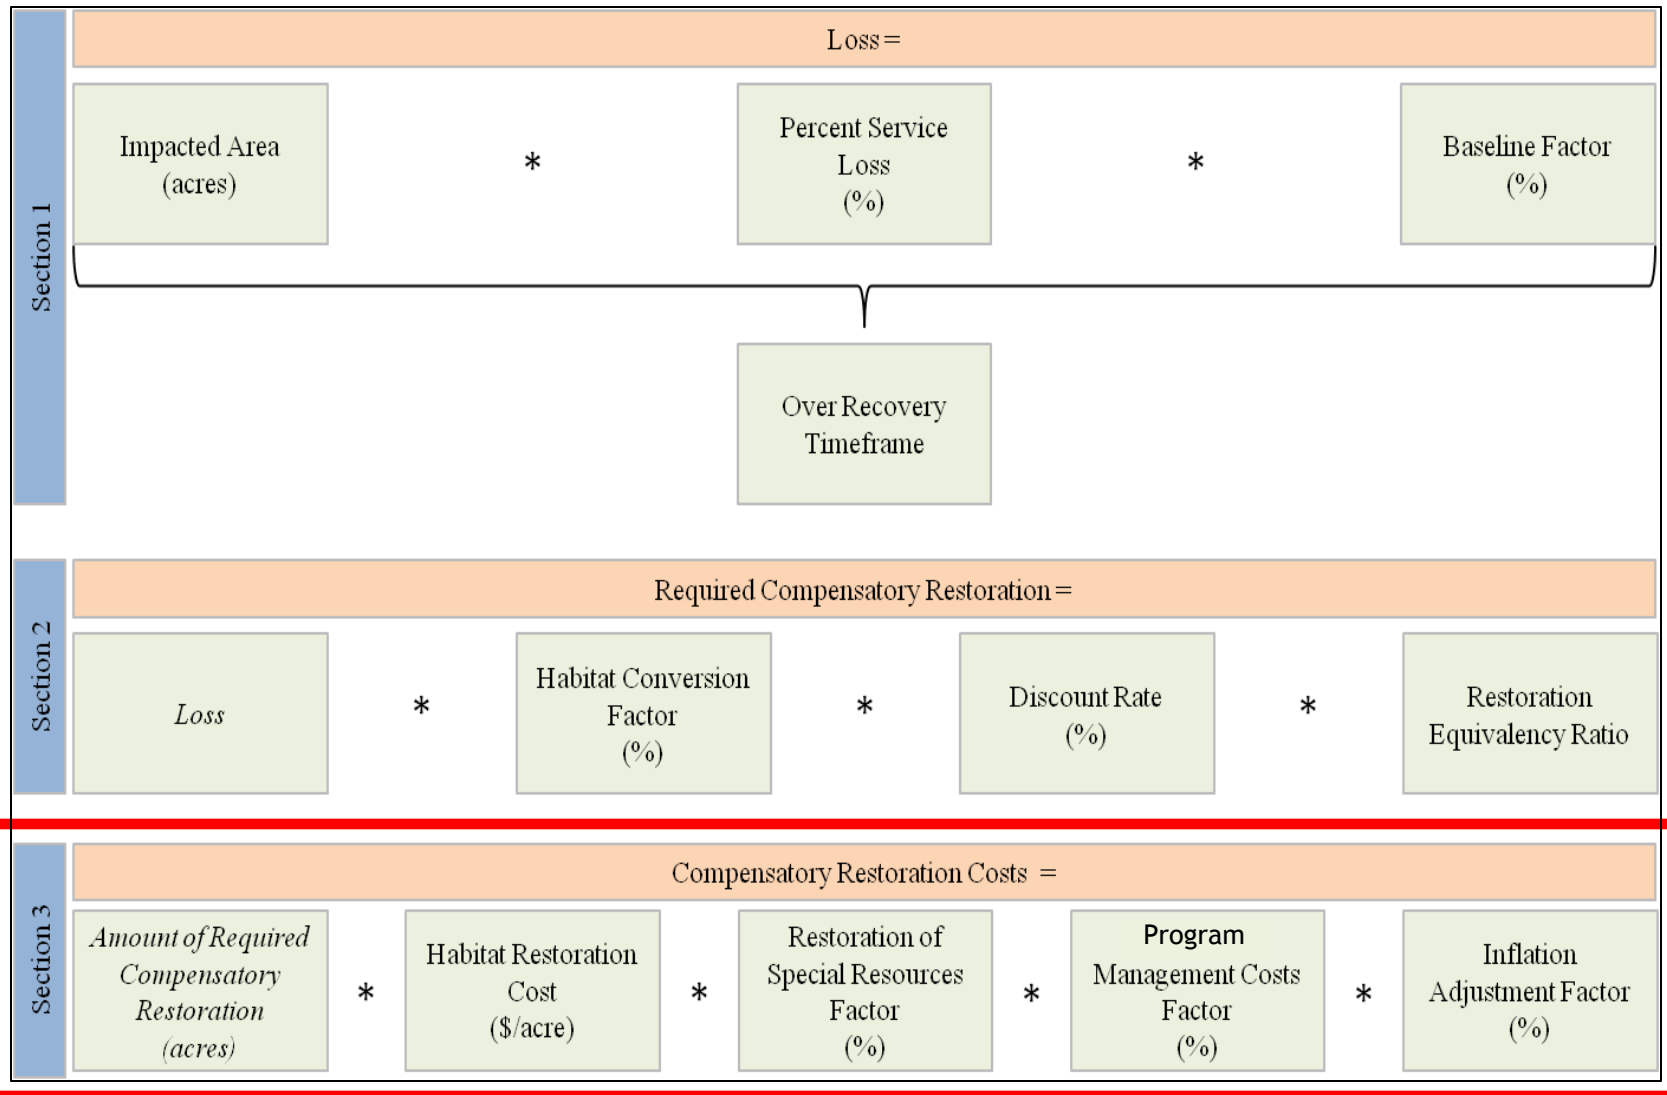 Section 1
Loss =
Impacted Area
(acres)
*
Percent Service
Loss
(%)
*
Baseline Factor
(%)
Over Recovery
Timeframe
Section 2
Required Compensatory Restoration =
Loss
*
Habitat Conversion
Factor
(%)
*
Discount Rate
(%)
*
Restoration
Equivalency Ratio
Section 3
Compensatory Restoration Costs =
Amount of Required
Compensatory
Restoration
(acres)
*
Habitat Restoration
Cost
($/acre)
*
Restoration of
Special Resources
Factor
(%)
*
Program
Management Costs
Factor
(%)
*
Inflation
Adjustment Factor
(%)